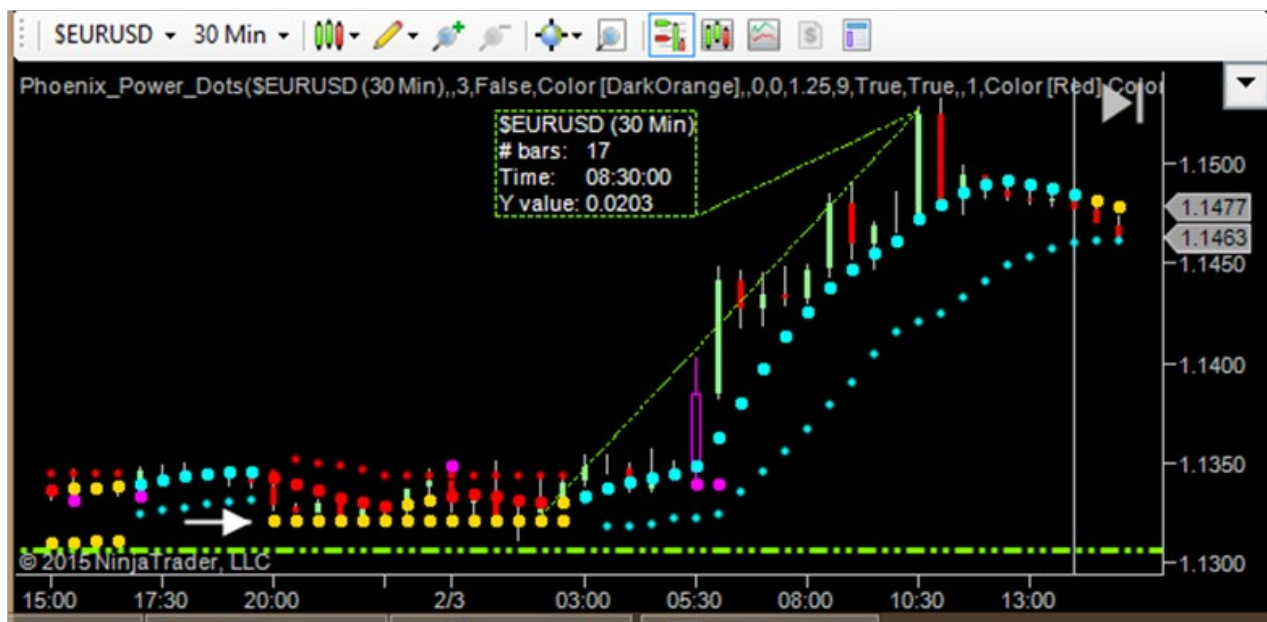 $EURUSD 30 Min
Phoenix_Power_Dots($EURUSD (30 Min),,3,False,Color [DarkOrange],,0,0,1.25,9,True,True,,1,Color [Red],Color
$EURUSD (30 Min)
# bars: 17
Time: 08:30:00
Y value: 0.0203
1.1500
1.1477
1.1463
1.1450
1.1400
1.1350
1.1300
© 2015 NinjaTrader, LLC
15:00 17:30 20:00 2/3 03:00 05:30 08:00 10:30 13:00